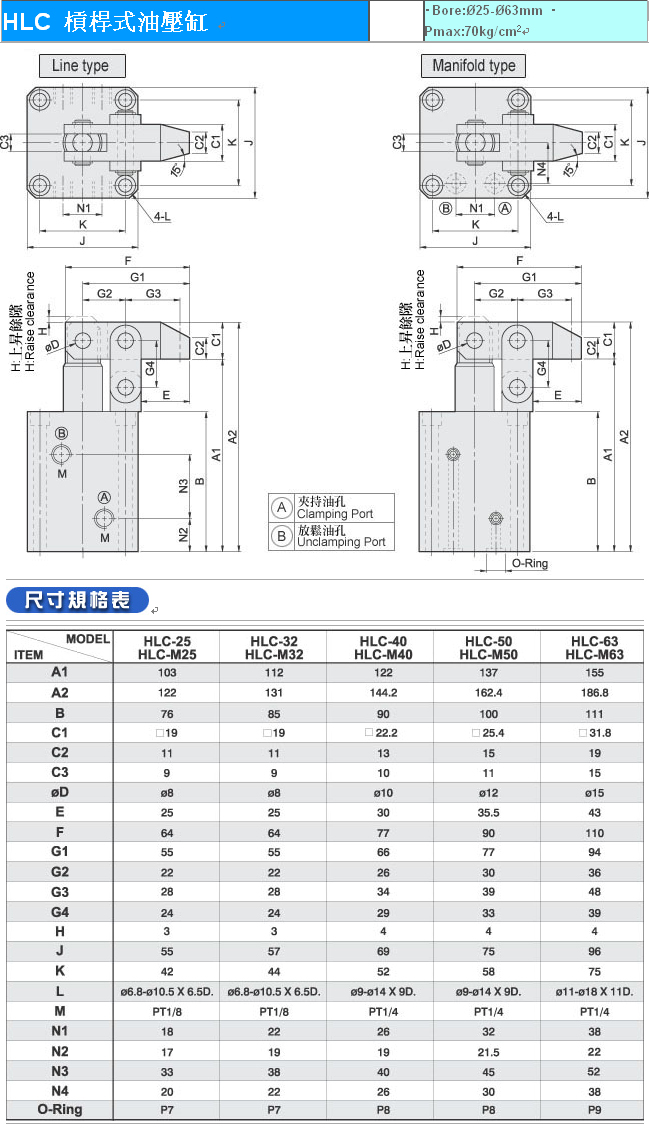 HLC 槓桿式油壓缸
·Bore:Ø25-Ø63mm ·
Pmax:70kg/cm²
Line type
Manifold type
C3
C2
C1
K
J
15°
N1
4-L
K
J
C3
C2
C1
K
J
N4
15°
B
N1
A
4-L
K
J
F
G1
G2
G3
H:上昇餘隙
H:Raise clearance
H
øD
G4
C2
C1
E
B
M
A
M
N3
N2
B
A1
A2
F
G1
G2
G3
H:上昇餘隙
H:Raise clearance
H
øD
G4
C2
C1
E
B
A1
A2
O-Ring
A 夾持油孔
Clamping Port
B 放鬆油孔
Unclamping Port
尺寸規格表
MODEL HLC-25 HLC-32 HLC-40 HLC-50 HLC-63
ITEM HLC-M25 HLC-M32 HLC-M40 HLC-M50 HLC-M63
A1 103 112 122 137 155
A2 122 131 144.2 162.4 186.8
B 76 85 90 100 111
C1 □19 □19 □22.2 □25.4 □31.8
C2 11 11 13 15 19
C3 9 9 10 11 15
øD ø8 ø8 ø10 ø12 ø15
E 25 25 30 35.5 43
F 64 64 77 90 110
G1 55 55 66 77 94
G2 22 22 26 30 36
G3 28 28 34 39 48
G4 24 24 29 33 39
H 3 3 4 4 4
J 55 57 69 75 96
K 42 44 52 58 75
L ø6.8-ø10.5 X 6.5D. ø6.8-ø10.5 X 6.5D. ø9-ø14 X 9D. ø9-ø14 X 9D. ø11-ø18 X 11D.
M PT1/8 PT1/8 PT1/4 PT1/4 PT1/4
N1 18 22 26 32 38
N2 17 19 19 21.5 22
N3 33 38 40 45 52
N4 20 22 26 30 38
O-Ring P7 P7 P8 P8 P9